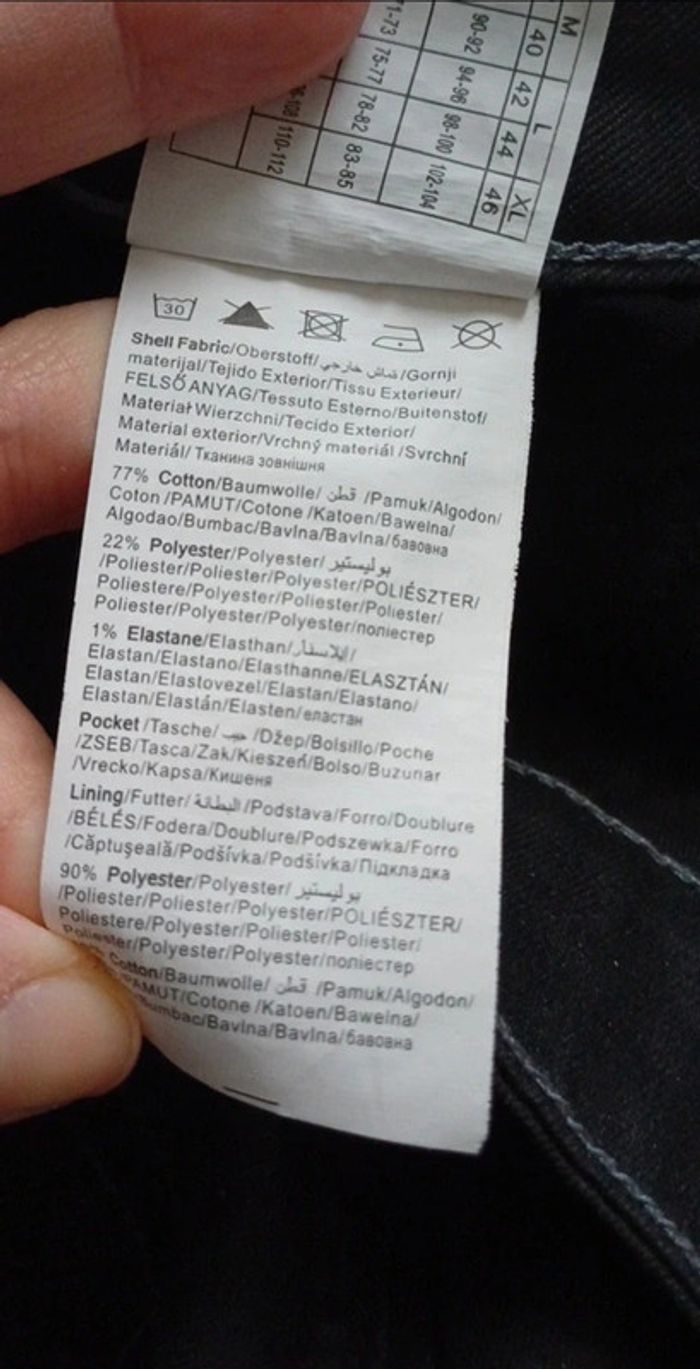 M L XL
40 42 44 46
90-92 94-96 98-100 102-104
75-77 78-82 83-85
110-112
30
Shell Fabric/Oberstoff/قماش خارجي/Gornji
materijal/Tejido Exterior/Tissu Exterieur/
FELSŐ ANYAG/Tessuto Esterno/Buitenstof/
Materiał Wierzchni/Tecido Exterior/
Material exterior/Vrchný materiál /Svrchní
Materiál/ Тканина зовнішня
77% Cotton/Baumwolle/ قطن /Pamuk/Algodon/
Coton /PAMUT/Cotone /Katoen/Bawełna/
Algodao/Bumbac/Bavlna/Bavlna/бавовна
22% Polyester/Polyester/ بوليستير
/Poliester/Poliester/Polyester/POLIÉSZTER/
Poliestere/Polyester/Poliester/Poliester/
Poliester/Polyester/Polyester/поліестер
1% Elastane/Elasthan/
Elastan/Elastano/Elasthanne/ELASZTÁN/
Elastan/Elastovezel/Elastan/Elastano/
Elastan/Elastán/Elasten/еластан
Pocket /Tasche/ جيب /Džep/Bolsillo/Poche
/ZSEB/Tasca/Zak/Kieszeń/Bolso/Buzunar
/Vrecko/Kapsa/Кишеня
Lining/Futter/ البطانة /Podstava/Forro/Doublure
/BÉLÉS/Fodera/Doublure/Podszewka/Forro
/Căptuşeală/Podšívka/Podšívka/Підкладка
90% Polyester/Polyester/ بوليستير
/Poliester/Poliester/Polyester/POLIÉSZTER/
Poliestere/Polyester/Poliester/Poliester/
Poliester/Polyester/Polyester/поліестер
Cotton/Baumwolle/ قطن /Pamuk/Algodon/
/PAMUT/Cotone /Katoen/Bawełna/
Bumbac/Bavlna/Bavlna/бавовна